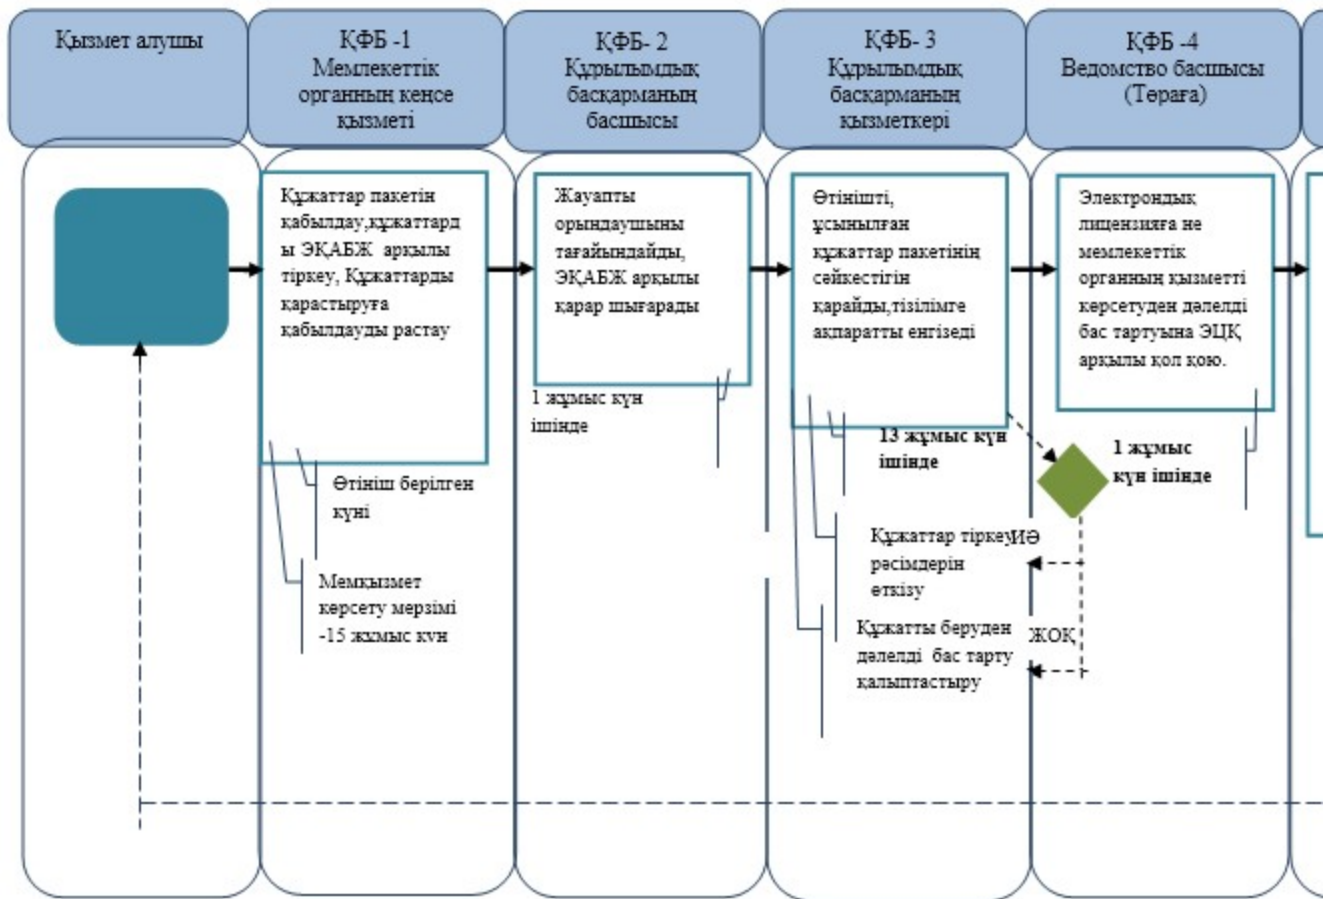 Қызмет алушы
ҚФБ -1
Мемлекеттік
органның кеңсе
қызметі
ҚФБ- 2
Құрылымдық
басқарманың
басшысы
ҚФБ- 3
Құрылымдық
басқарманың
қызметкері
ҚФБ -4
Ведомство басшысы
(Төраға)
Құжаттар пакетін
қабылдау,құжаттард
ы ЭҚАБЖ арқылы
тіркеу, Құжаттарды
қарастыруға
қабылдауды растау
Өтініш берілген
күні
Мемқызмет
көрсету мерзімі
-15 жұмыс күн
Жауапты
орындаушыны
тағайындайды,
ЭҚАБЖ арқылы
қарар шығарады
1 жұмыс күн
ішінде
Өтінішті,
ұсынылған
құжаттар пакетінің
сәйкестігін
қарайды,тізілімге
ақпаратты енгізеді
13 жұмыс күн
ішінде
Құжаттар тіркеу
рәсімдерін
өткізу
Құжатты беруден
дәлелді бас тарту
қалыптастыру
Электрондық
лицензияға не
мемлекеттік
органның қызметті
көрсетуден дәлелді
бас тартуына ЭЦҚ
арқылы қол қою.
1 жұмыс
күн ішінде
ИӘ
ЖОҚ